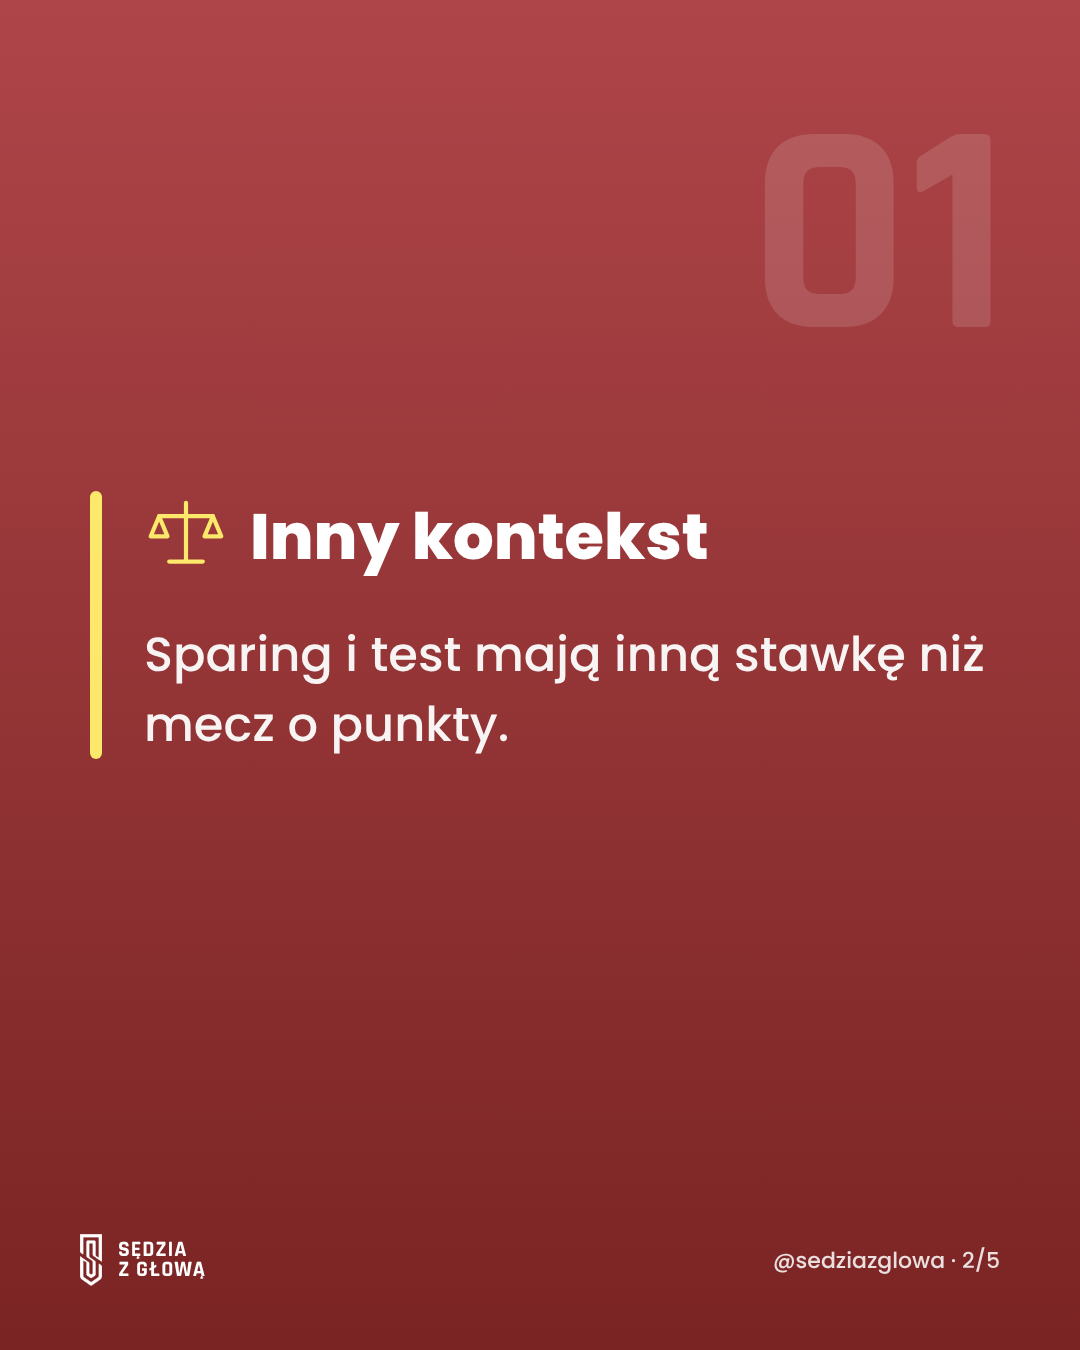 01
Inny kontekst
Sparing i test mają inną stawkę niż
mecz o punkty.
SĘDZIA
Z GŁOWĄ
@sedziazglowa · 2/5